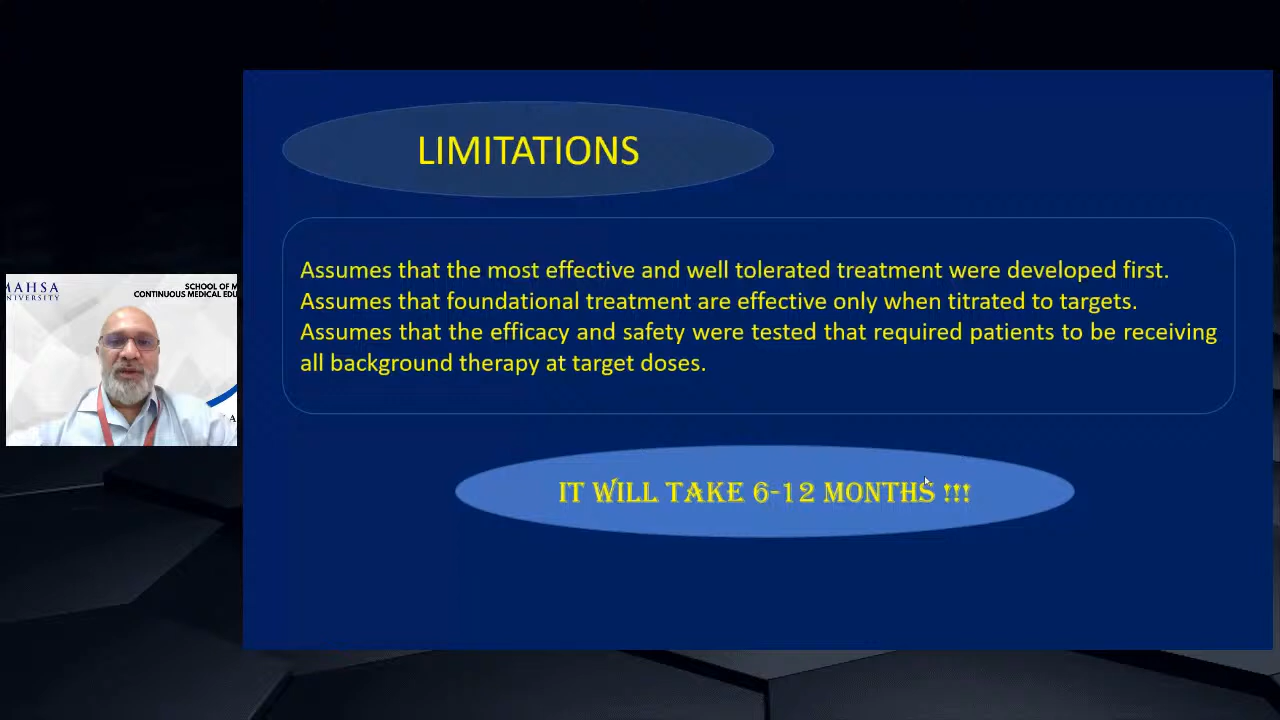 LIMITATIONS
Assumes that the most effective and well tolerated treatment were developed first.
Assumes that foundational treatment are effective only when titrated to targets.
Assumes that the efficacy and safety were tested that required patients to be receiving
all background therapy at target doses.
IT WILL TAKE 6-12 MONTHS !!!
MAHSA
UNIVERSITY
SCHOOL OF M
CONTINUOUS MEDICAL EDU